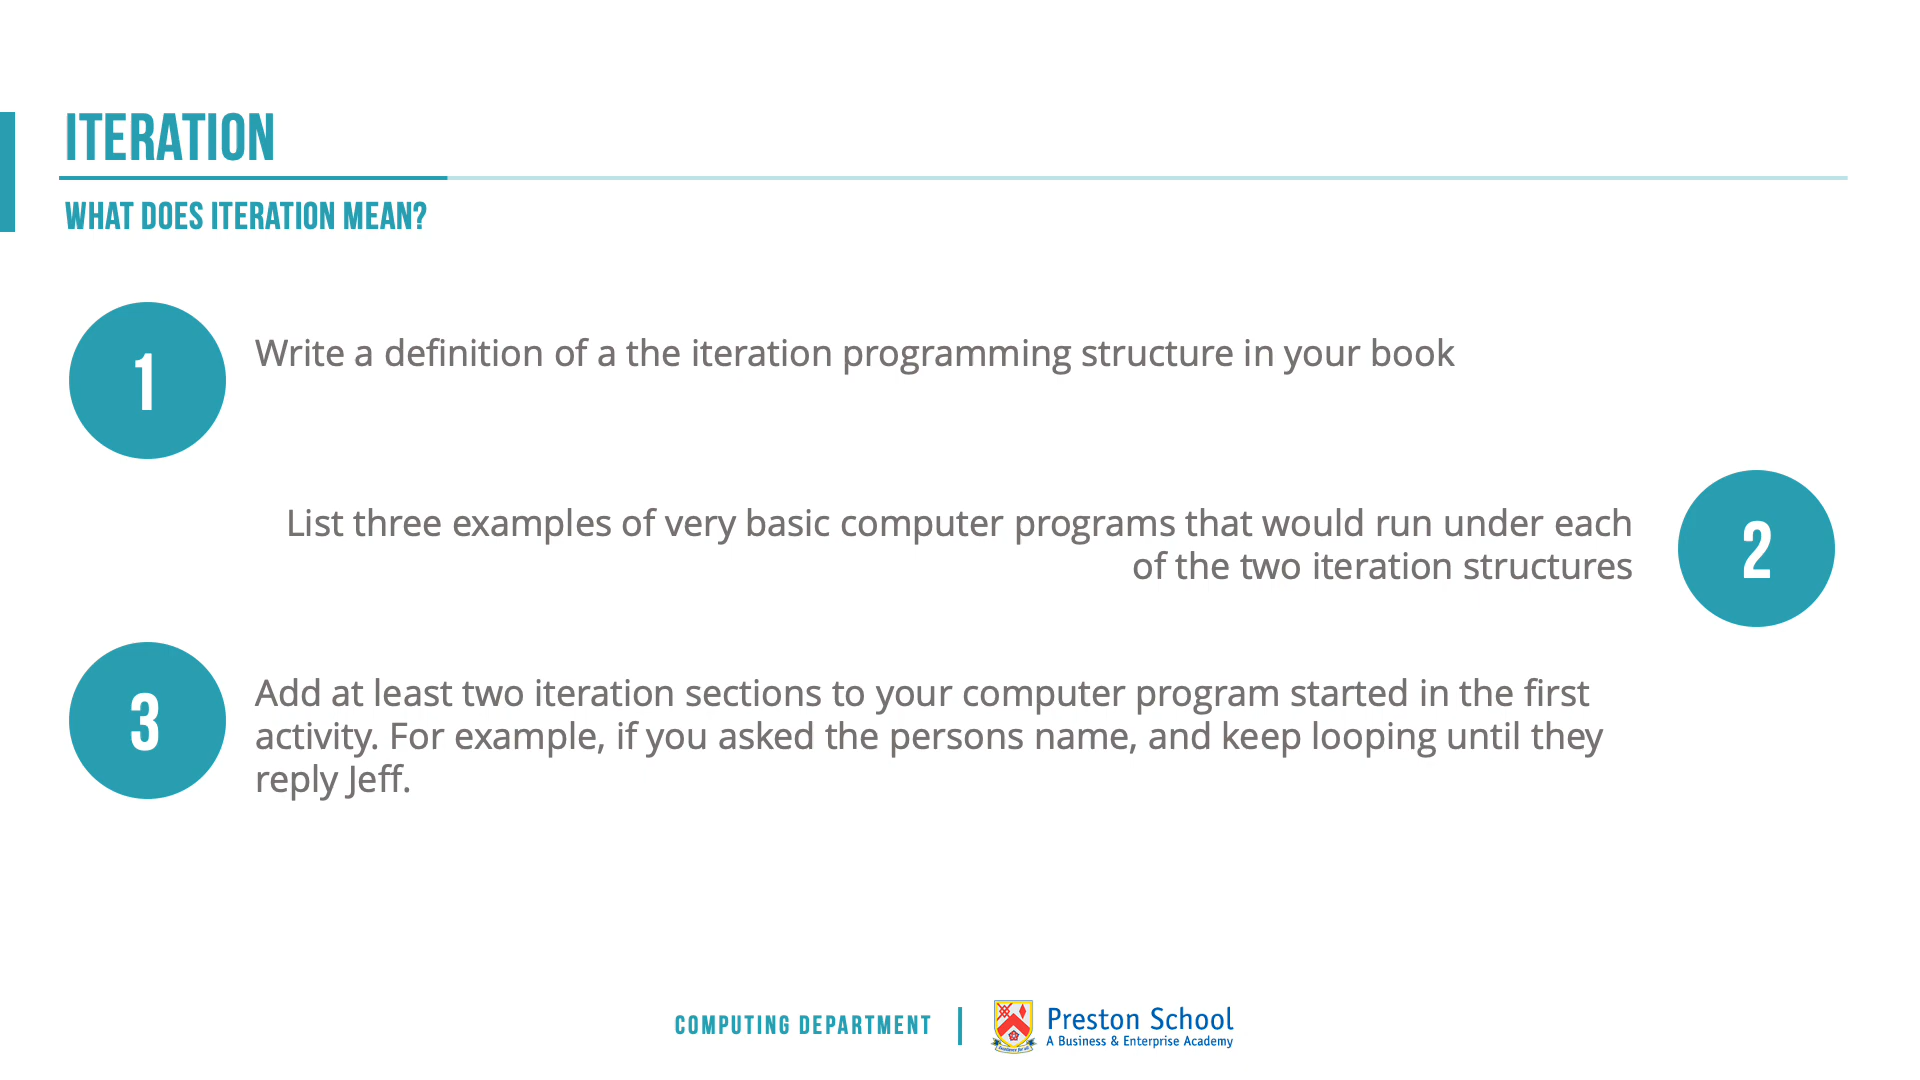 ITERATION
WHAT DOES ITERATION MEAN?
1
Write a definition of a the iteration programming structure in your book
List three examples of very basic computer programs that would run under each
of the two iteration structures
2
3
Add at least two iteration sections to your computer program started in the first
activity. For example, if you asked the persons name, and keep looping until they
reply Jeff.
COMPUTING DEPARTMENT
Preston School
A Business & Enterprise Academy